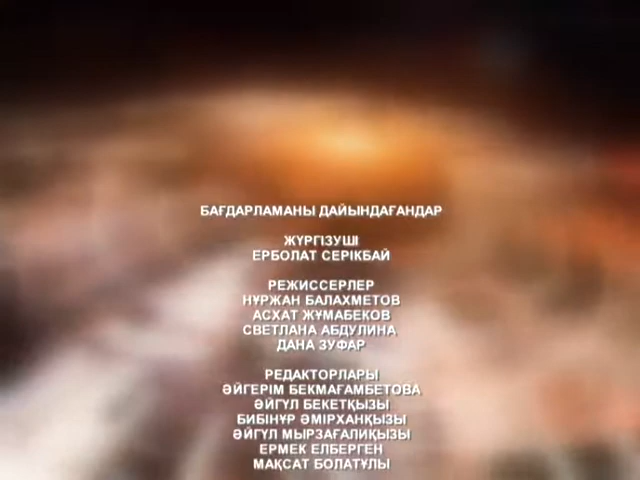 БАҒДАРЛАМАНЫ ДАЙЫНДАҒАНДАР
ЖҮРГІЗУШІ
ЕРБОЛАТ СЕРІКБАЙ
РЕЖИССЕРЛЕР
НҰРЖАН БАЛАХМЕТОВ
АСХАТ ЖҰМАБЕКОВ
СВЕТЛАНА АБДУЛИНА
ДАНА ЗУФАР
РЕДАКТОРЛАРЫ
ӘЙГЕРІМ БЕКМАҒАМБЕТОВА
ӘЙГҮЛ БЕКЕТҚЫЗЫ
БИБІНҰР ӘМІРХАНҚЫЗЫ
ӘЙГҮЛ МЫРЗАҒАЛИҚЫЗЫ
ЕРМЕК ЕЛБЕРГЕН
МАҚСАТ БОЛАТҰЛЫ